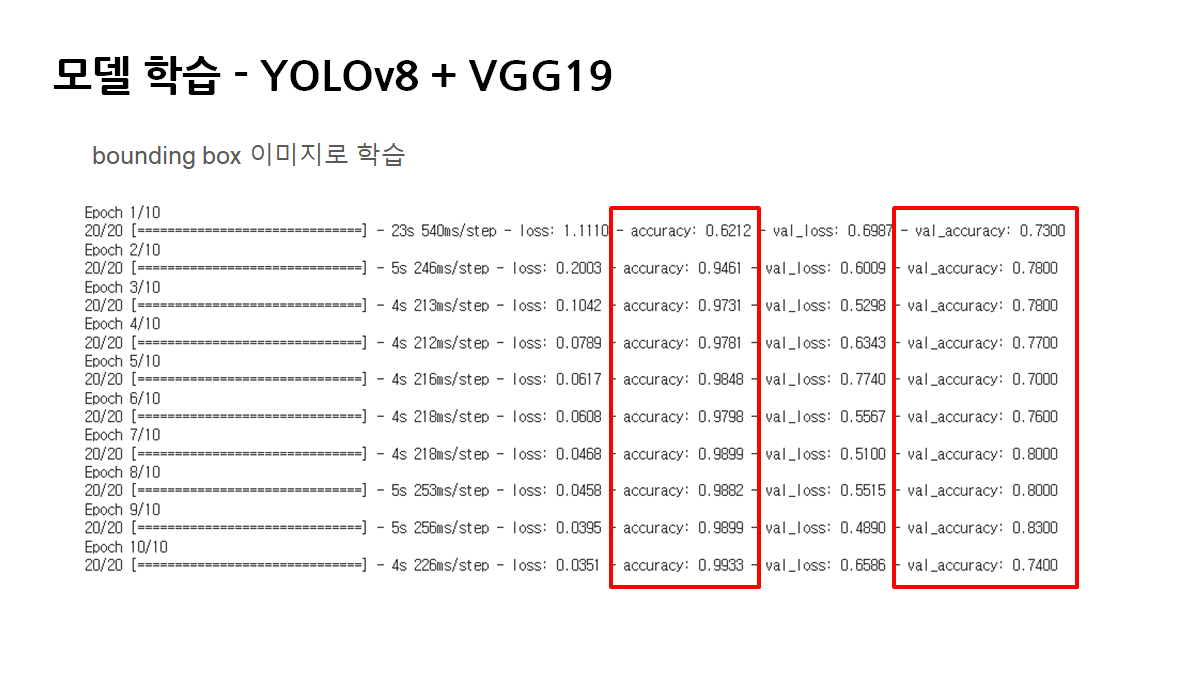 모델 학습 - YOLOv8 + VGG19
bounding box 이미지로 학습
Epoch 1/10
20/20 [==============================] - 23s 540ms/step - loss: 1.1110 - accuracy: 0.6212 - val_loss: 0.6987 - val_accuracy: 0.7300
Epoch 2/10
20/20 [==============================] - 5s 246ms/step - loss: 0.2003 - accuracy: 0.9461 - val_loss: 0.6009 - val_accuracy: 0.7800
Epoch 3/10
20/20 [==============================] - 4s 213ms/step - loss: 0.1042 - accuracy: 0.9731 - val_loss: 0.5298 - val_accuracy: 0.7800
Epoch 4/10
20/20 [==============================] - 4s 212ms/step - loss: 0.0789 - accuracy: 0.9781 - val_loss: 0.6343 - val_accuracy: 0.7700
Epoch 5/10
20/20 [==============================] - 4s 216ms/step - loss: 0.0617 - accuracy: 0.9848 - val_loss: 0.7740 - val_accuracy: 0.7000
Epoch 6/10
20/20 [==============================] - 4s 218ms/step - loss: 0.0608 - accuracy: 0.9798 - val_loss: 0.5567 - val_accuracy: 0.7600
Epoch 7/10
20/20 [==============================] - 4s 218ms/step - loss: 0.0468 - accuracy: 0.9899 - val_loss: 0.5100 - val_accuracy: 0.8000
Epoch 8/10
20/20 [==============================] - 5s 253ms/step - loss: 0.0458 - accuracy: 0.9882 - val_loss: 0.5515 - val_accuracy: 0.8000
Epoch 9/10
20/20 [==============================] - 5s 256ms/step - loss: 0.0395 - accuracy: 0.9899 - val_loss: 0.4890 - val_accuracy: 0.8300
Epoch 10/10
20/20 [==============================] - 4s 226ms/step - loss: 0.0351 - accuracy: 0.9933 - val_loss: 0.6586 - val_accuracy: 0.7400